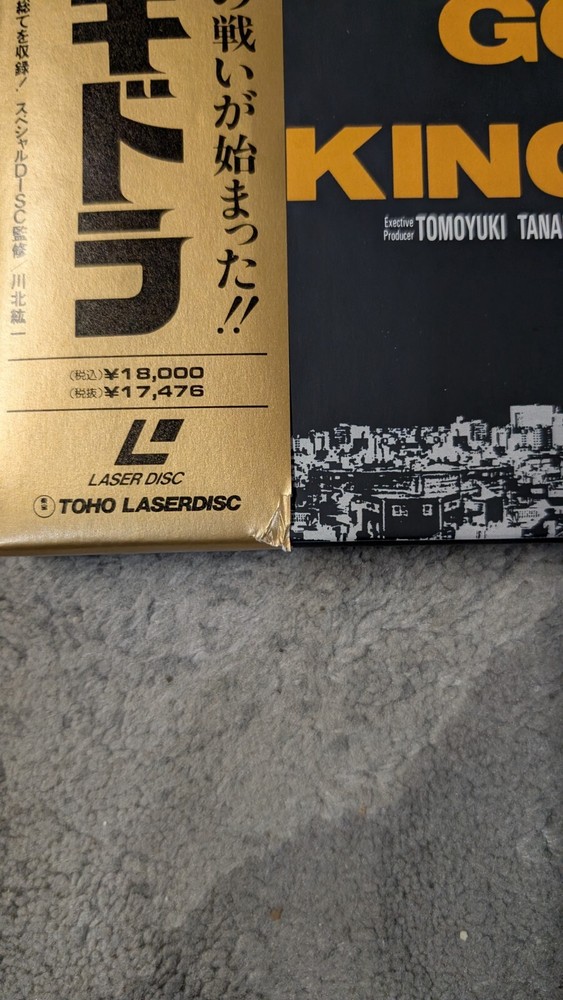 の戦いが始まった!!
キドラ
総てを収録! スペシャルDISC監修/川北紘一
(税込)¥18,000
(税抜)¥17,476
LASER DISC
TOHO LASERDISC
GO
KING
Exective
Producer TOMOYUKI TANA